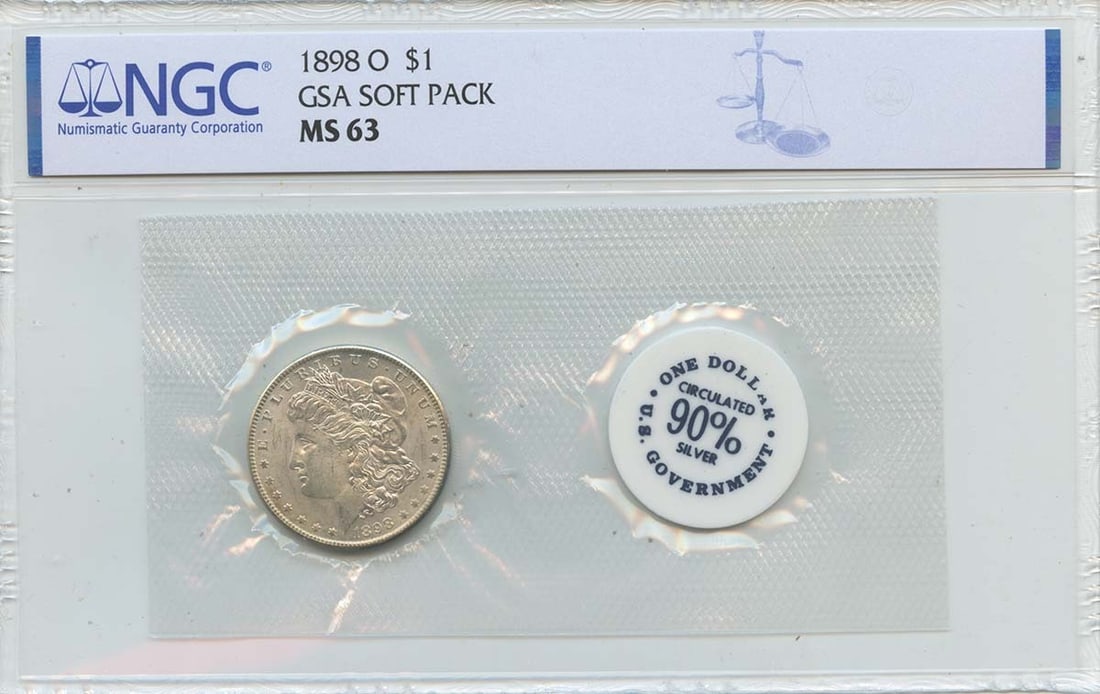 NGC®
Numismatic Guaranty Corporation
1898 O $1
GSA SOFT PACK
MS 63
E·PLURIBUS·UNUM
1898
ONE DOLLAR
CIRCULATED
90%
SILVER
• U.S. GOVERNMENT •